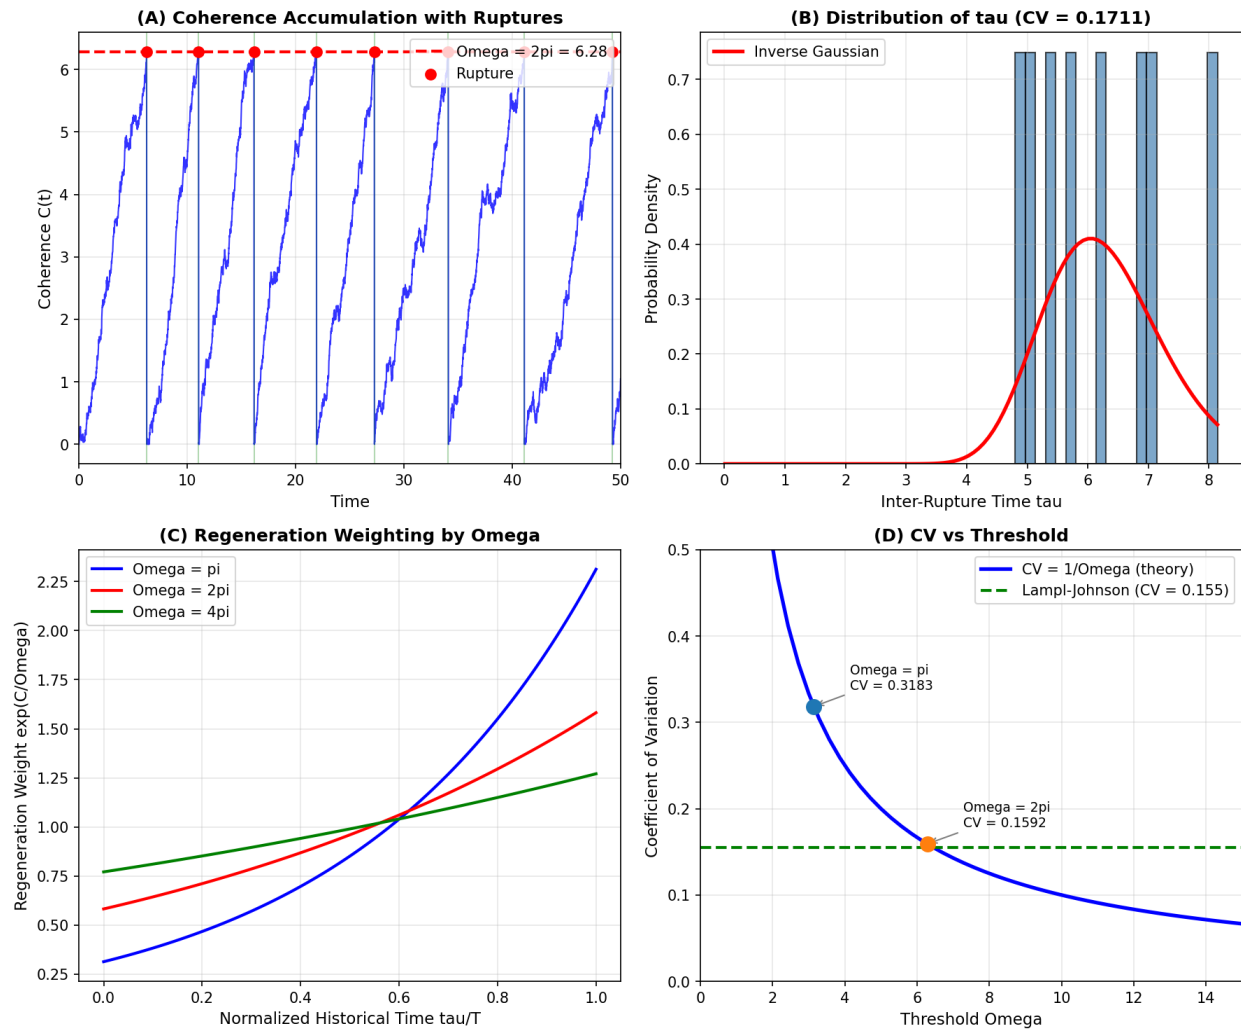 (A) Coherence Accumulation with Ruptures
Coherence C(t)
6
5
4
3
2
1
0
Omega = 2pi = 6.28
Rupture
0 10 20 30 40 50
Time
(B) Distribution of tau (CV = 0.1711)
Probability Density
0.7
0.6
0.5
0.4
0.3
0.2
0.1
0.0
Inverse Gaussian
0 1 2 3 4 5 6 7 8
Inter-Rupture Time tau
(C) Regeneration Weighting by Omega
Regeneration Weight exp(C/Omega)
2.25
2.00
1.75
1.50
1.25
1.00
0.75
0.50
0.25
Omega = pi
Omega = 2pi
Omega = 4pi
0.0 0.2 0.4 0.6 0.8 1.0
Normalized Historical Time tau/T
(D) CV vs Threshold
Coefficient of Variation
0.5
0.4
0.3
0.2
0.1
0.0
CV = 1/Omega (theory)
Lampl-Johnson (CV = 0.155)
Omega = pi
CV = 0.3183
Omega = 2pi
CV = 0.1592
0 2 4 6 8 10 12 14
Threshold Omega